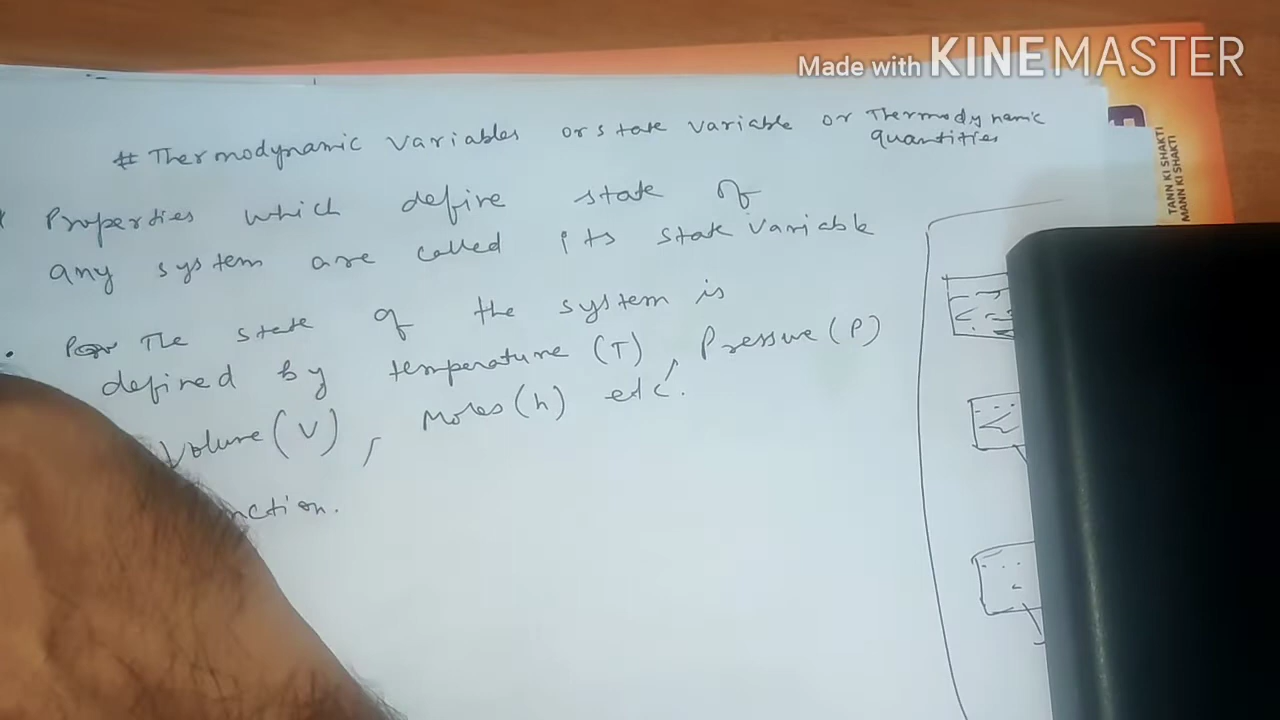 Made with KINEMASTER
# Thermodynamic variables or state variable or Thermodynamic quantities
Properties which define state of
any system are called its state variable
The state of the system is
defined by temperature (T), Pressure (P)
Volume (V), Moles (n) etc.
TANN KI SHAKTI
MANN KI SHAKTI